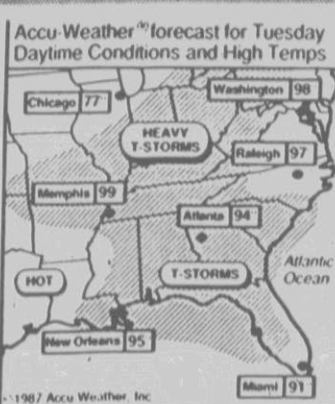 Accu-Weather® forecast for Tuesday
Daytime Conditions and High Temps
Washington 98
Chicago 77°
HEAVY
T-STORMS
Raleigh 97
Memphis 99
Atlanta 94°
Atlantic
Ocean
HOT
T-STORMS
New Orleans 95
Miami 91
©1987 Accu Weather, Inc